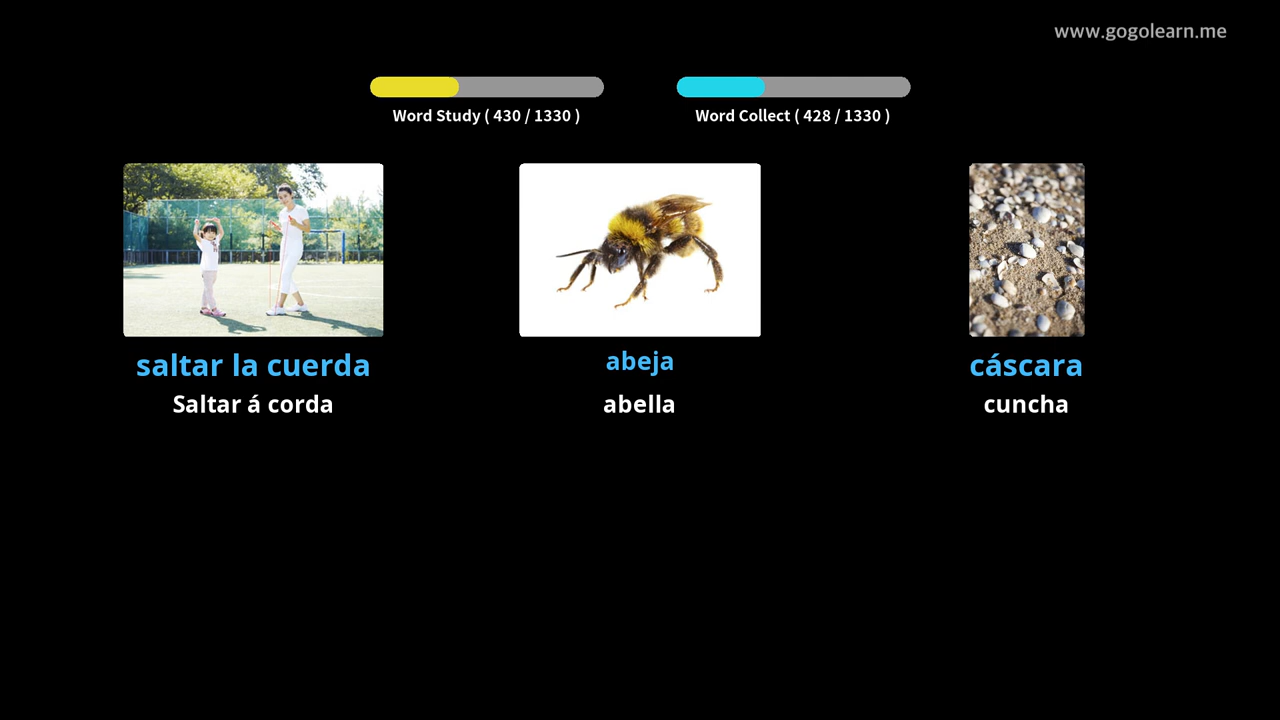 www.gogolearn.me
Word Study ( 430 / 1330 )
Word Collect ( 428 / 1330 )
saltar la cuerda
Saltar á corda
abeja
abella
cáscara
cuncha